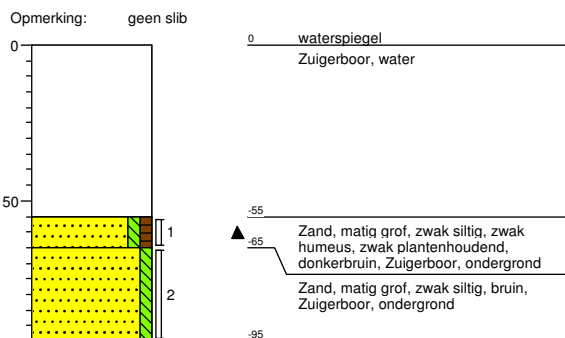 Opmerking: geen slib
0
0 waterspiegel
Zuigerboor, water
50
-55
1
Zand, matig grof, zwak siltig, zwak
humeus, zwak plantenhoudend,
donkerbruin, Zuigerboor, ondergrond
-65
2
Zand, matig grof, zwak siltig, bruin,
Zuigerboor, ondergrond
-95